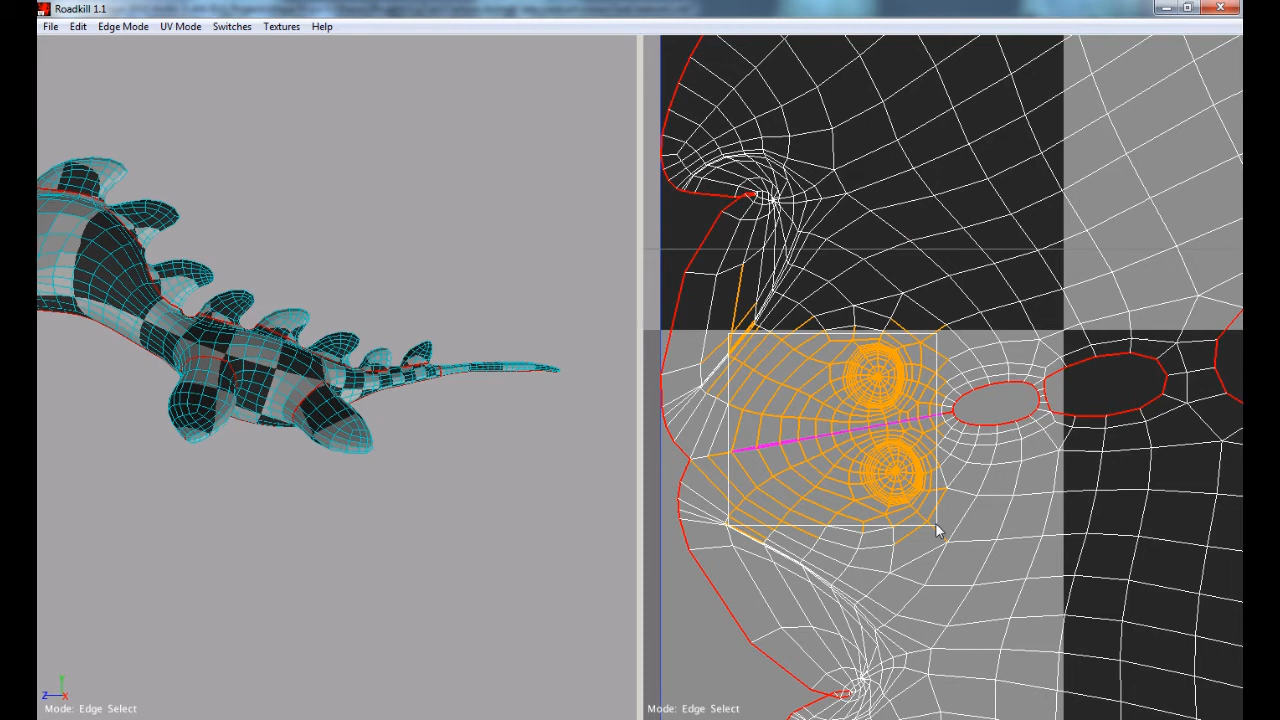 Roadkill 1.1
File Edit Edge Mode UV Mode Switches Textures Help
Z X Y
Mode: Edge Select
Mode: Edge Select